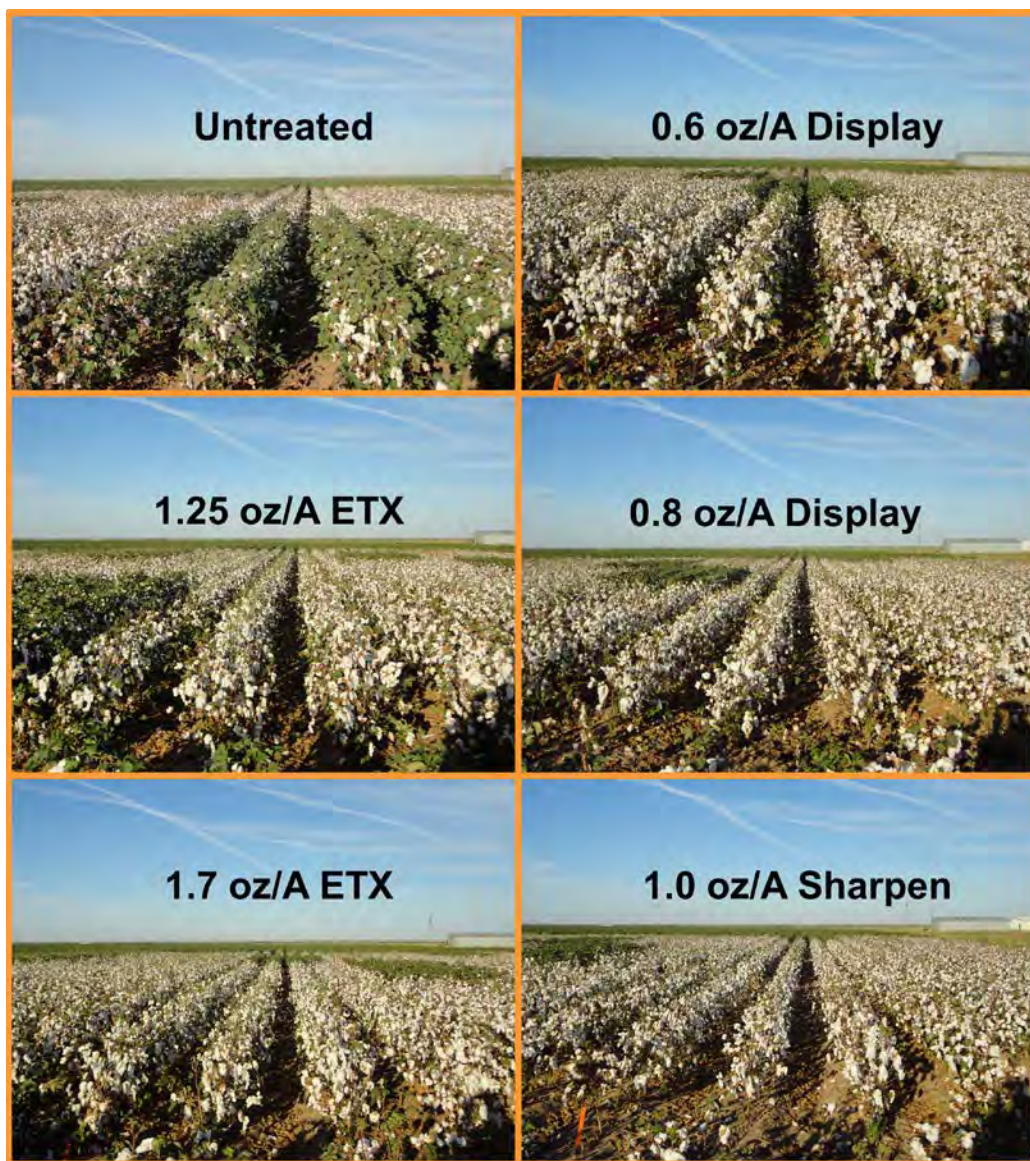 Untreated
0.6 oz/A Display
1.25 oz/A ETX
0.8 oz/A Display
1.7 oz/A ETX
1.0 oz/A Sharpen